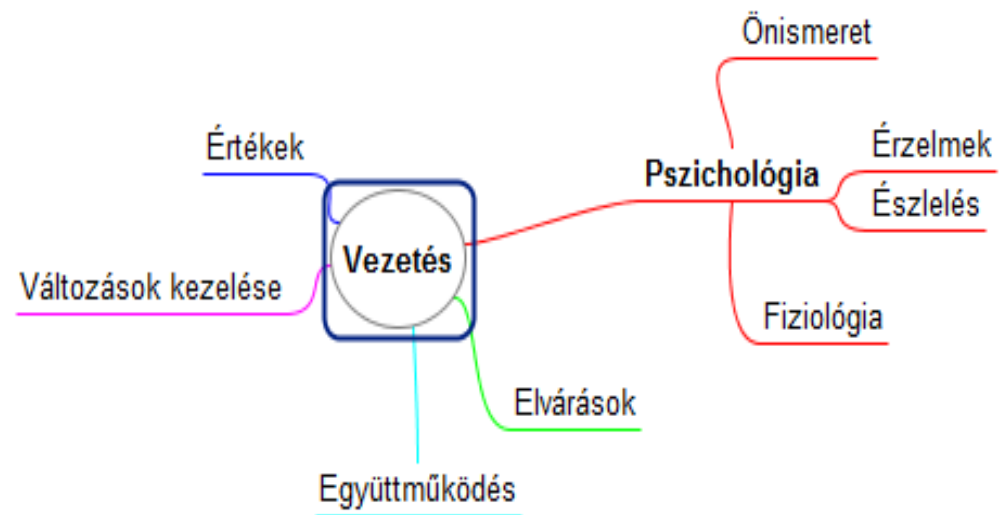 Önismeret
Értékek
Érzelmek
Pszichológia
Észlelés
Vezetés
Változások kezelése
Fiziológia
Elvárások
Együttműködés